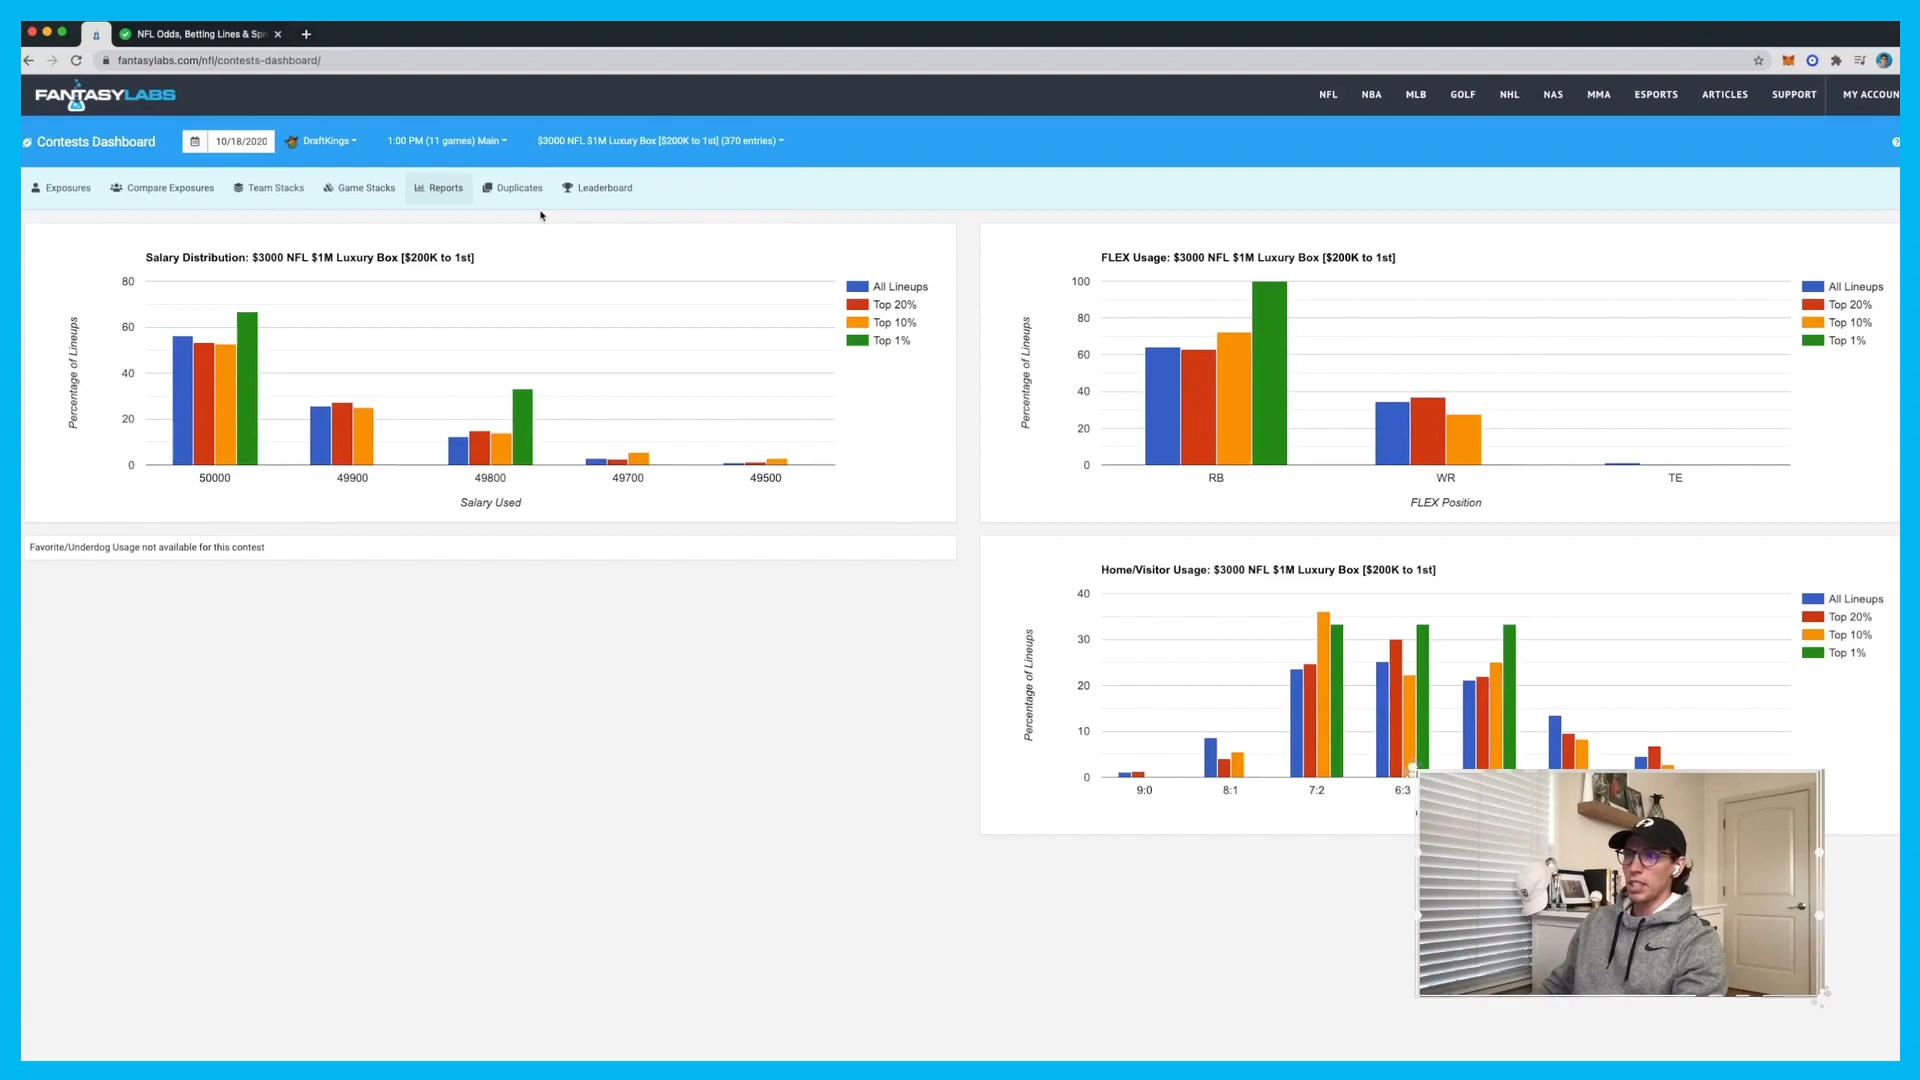 NFL Odds, Betting Lines & Spr
fantasylabs.com/nfl/contests-dashboard/
FANTASYLABS
NFL NBA MLB GOLF NHL NAS MMA ESPORTS ARTICLES SUPPORT MY ACCOUN
Contests Dashboard 10/18/2020 DraftKings 1:00 PM (11 games) Main $3000 NFL $1M Luxury Box [$200K to 1st] (370 entries)
Exposures Compare Exposures Team Stacks Game Stacks Reports Duplicates Leaderboard
Salary Distribution: $3000 NFL $1M Luxury Box [$200K to 1st]
80
60
40
20
0
Percentage of Lineups
50000 49900 49800 49700 49500
Salary Used
All Lineups
Top 20%
Top 10%
Top 1%
FLEX Usage: $3000 NFL $1M Luxury Box [$200K to 1st]
100
80
60
40
20
0
Percentage of Lineups
RB WR TE
FLEX Position
All Lineups
Top 20%
Top 10%
Top 1%
Favorite/Underdog Usage not available for this contest
Home/Visitor Usage: $3000 NFL $1M Luxury Box [$200K to 1st]
40
30
20
10
0
Percentage of Lineups
9:0 8:1 7:2 6:3
All Lineups
Top 20%
Top 10%
Top 1%